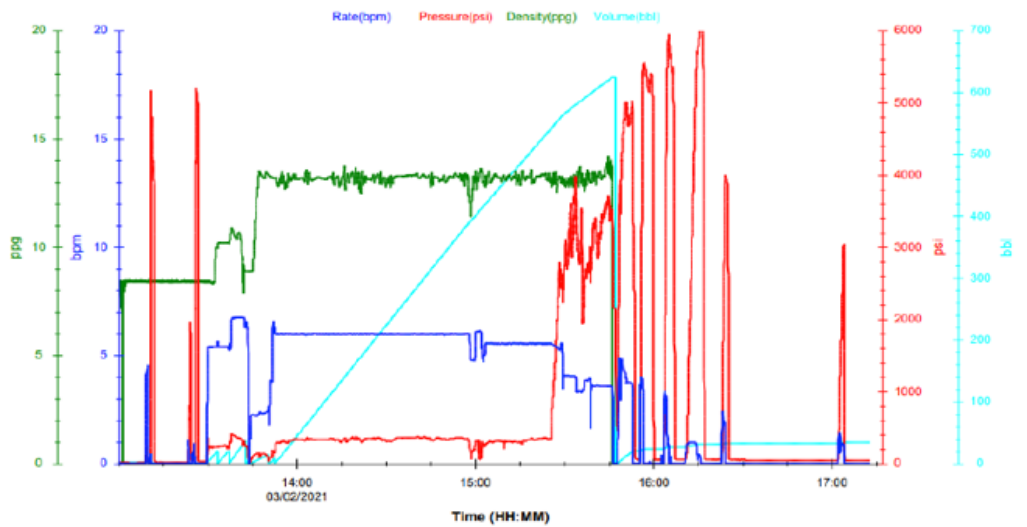 Rate(bpm) Pressure(psi) Density(ppg) Volume(bbl)
20 20 6000 700
600
5000
15 15 500
4000
400
10 10 3000
300
2000
200
5 5
1000
100
0 0 0 0
ppg bpm psi bbl
14:00 15:00 16:00 17:00
03/02/2021
Time (HH:MM)